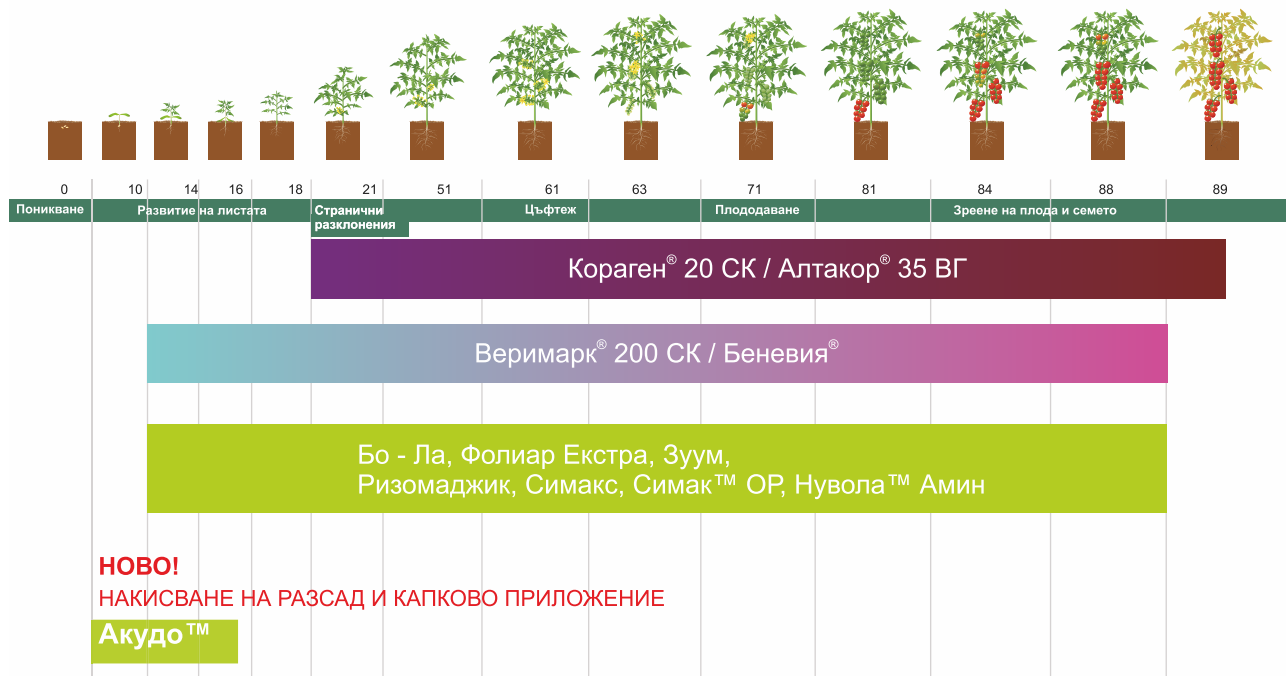 0 10 14 16 18 21 51 61 63 71 81 84 88 89
Поникване Развитие на листата Странични Цъфтеж Плододаване Зреене на плода и семето
разклонения
Кораген® 20 СК / Алтакор® 35 ВГ
Веримарк® 200 СК / Беневия®
Бо - Ла, Фолиар Екстра, Зуум,
Ризомаджик, Симакс, Симак™ ОР, Нувола™ Амин
НОВО!
НАКИСВАНЕ НА РАЗСАД И КАПКОВО ПРИЛОЖЕНИЕ
Акудо™